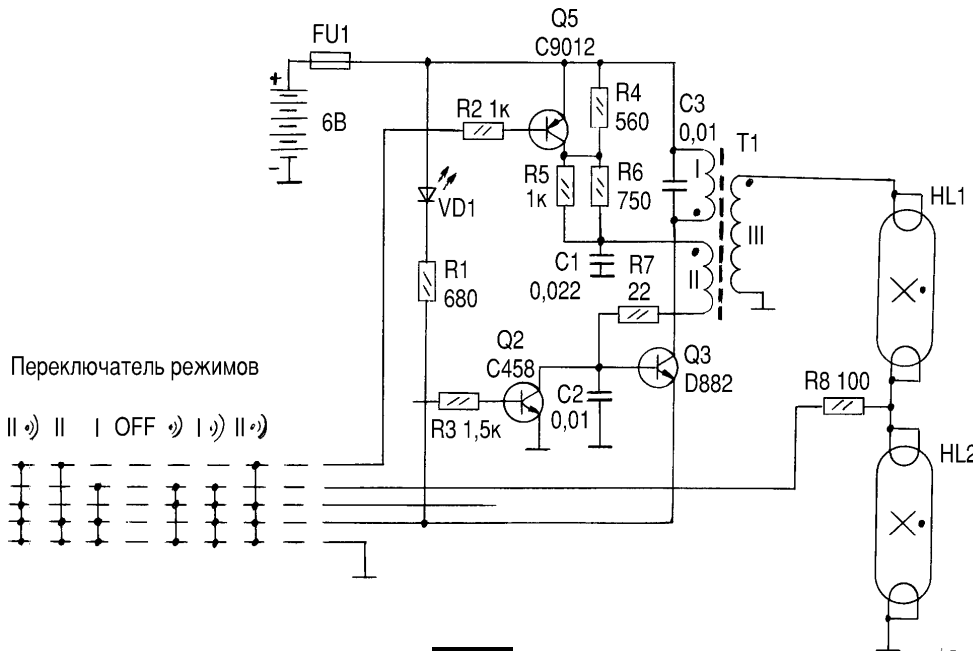 Q5
C9012
FU1
+
6В
-
R2 1к
R4
560
C3
0,01
T1
R5
1к
R6
750
I
II
III
HL1
VD1
R1
680
C1
0,022
R7
22
Q2
C458
Q3
D882
R3 1,5к
C2
0,01
R8 100
HL2
Переключатель режимов
II II I OFF I II